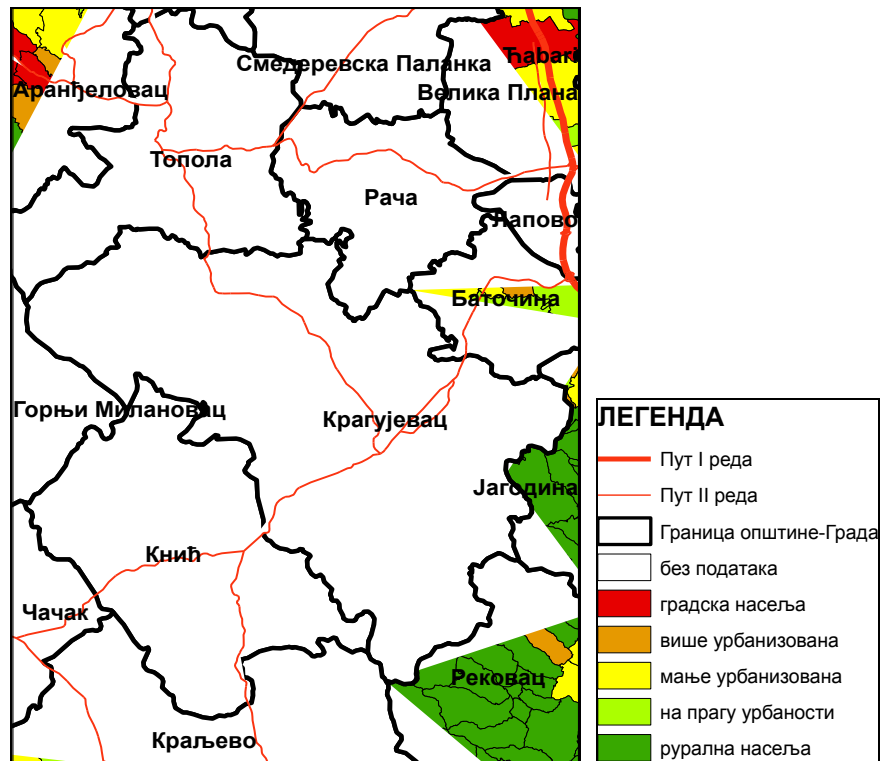 Ћabari
Смедеревска Паланка
Аранђеловац
Велика Плана
Топола
Рача
Лапово
Баточина
Горњи Милановац
Крагујевац
Јагодина
Кнић
Чачак
Рековац
Краљево
ЛЕГЕНДА
Пут I реда
Пут II реда
Граница општине-Града
без података
градска насеља
више урбанизована
мање урбанизована
на прагу урбаности
рурална насеља